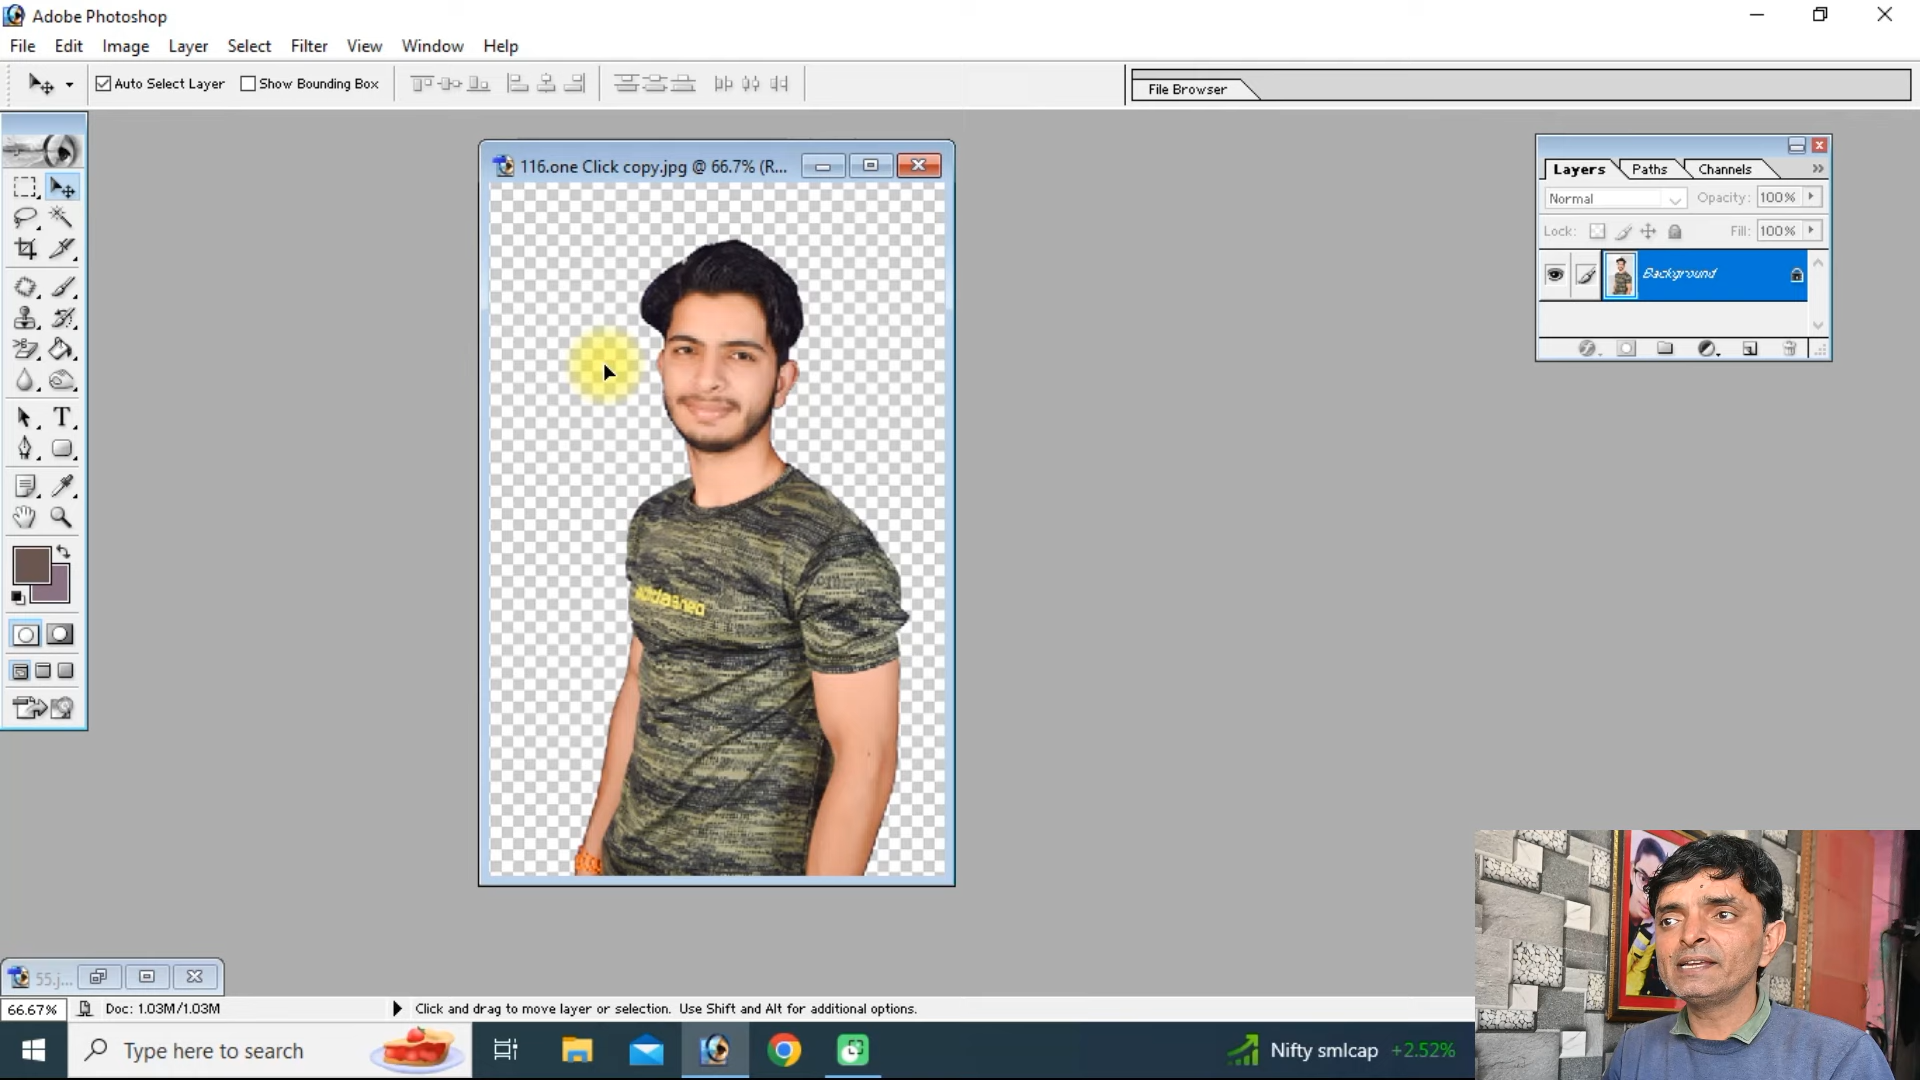 Adobe Photoshop
File Edit Image Layer Select Filter View Window Help
Auto Select Layer Show Bounding Box
File Browser
116.one Click copy.jpg @ 66.7% (R...
Layers Paths Channels
Normal Opacity: 100%
Lock: Fill: 100%
Background
T
55.j...
66.67% Doc: 1.03M/1.03M Click and drag to move layer or selection. Use Shift and Alt for additional options.
Type here to search
Nifty smlcap +2.52%